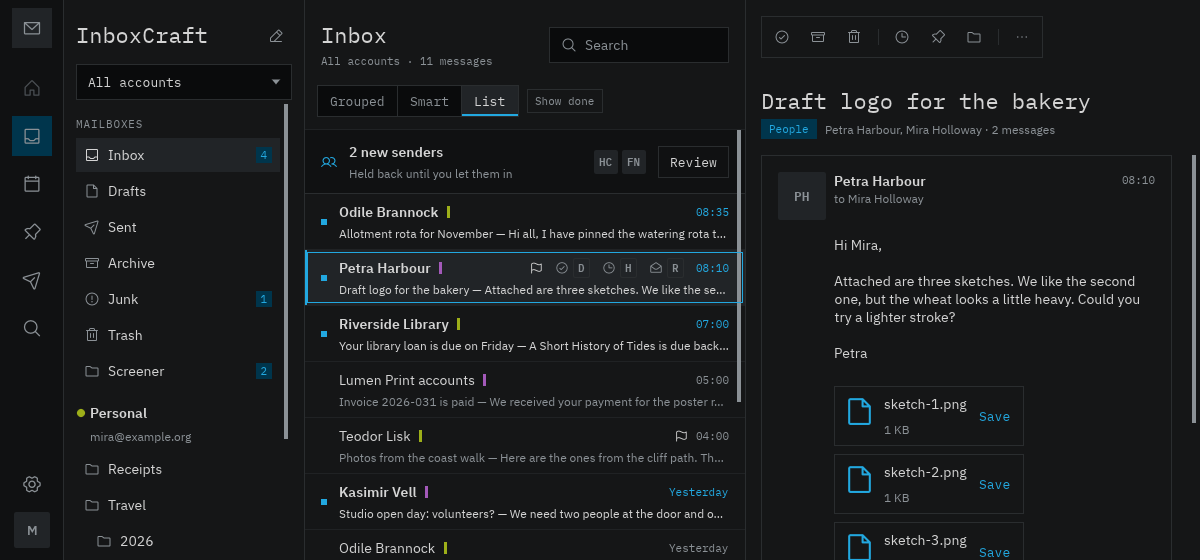 InboxCraft
All accounts
MAILBOXES
Inbox 4
Drafts
Sent
Archive
Junk 1
Trash
Screener 2
Personal
mira@example.org
Receipts
Travel
2026
M
Inbox
All accounts · 11 messages
Search
Grouped Smart List Show done
2 new senders
Held back until you let them in
HC FN Review
Odile Brannock 08:35
Allotment rota for November — Hi all, I have pinned the watering rota t…
Petra Harbour D H R 08:10
Draft logo for the bakery — Attached are three sketches. We like the se…
Riverside Library 07:00
Your library loan is due on Friday — A Short History of Tides is due back…
Lumen Print accounts 05:00
Invoice 2026-031 is paid — We received your payment for the poster r…
Teodor Lisk 04:00
Photos from the coast walk — Here are the ones from the cliff path. Th…
Kasimir Vell Yesterday
Studio open day: volunteers? — We need two people at the door and o…
Odile Brannock Yesterday
Draft logo for the bakery
People Petra Harbour, Mira Holloway · 2 messages
PH
Petra Harbour 08:10
to Mira Holloway
Hi Mira,
Attached are three sketches. We like the second
one, but the wheat looks a little heavy. Could you
try a lighter stroke?
Petra
sketch-1.png
1 KB
Save
sketch-2.png
1 KB
Save
sketch-3.png
Save